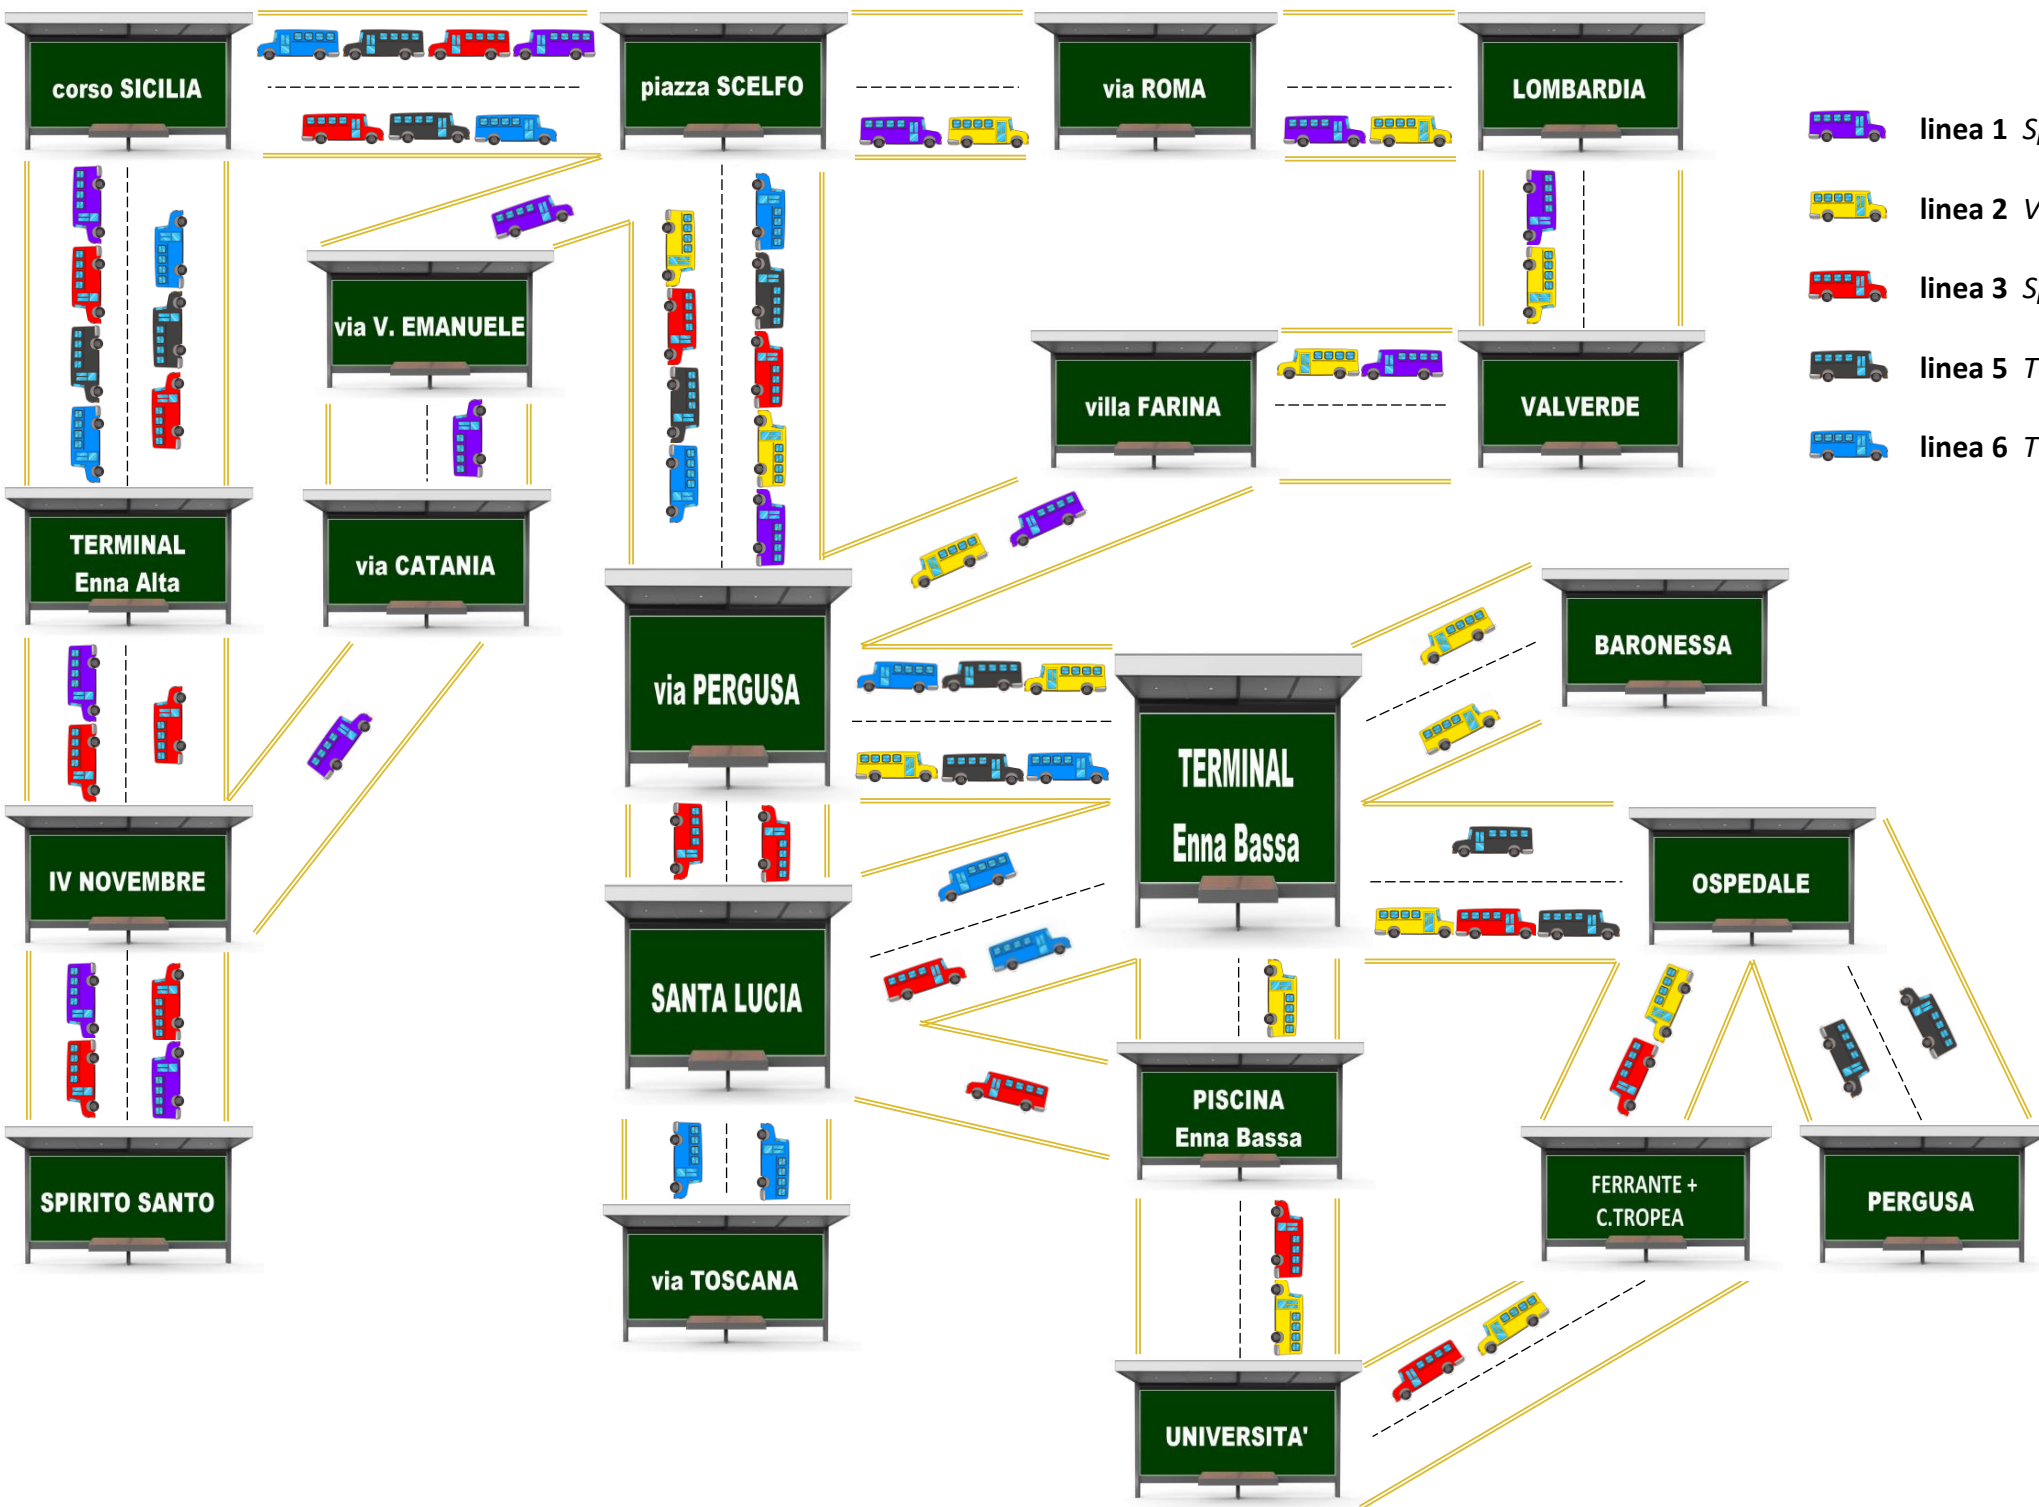 corso SICILIA
piazza SCELFO
via ROMA
LOMBARDIA
linea 1
linea 2
linea 3
linea 5
linea 6
via V. EMANUELE
villa FARINA
VALVERDE
TERMINAL
Enna Alta
via CATANIA
via PERGUSA
TERMINAL
Enna Bassa
BARONESSA
IV NOVEMBRE
SANTA LUCIA
OSPEDALE
PISCINA
Enna Bassa
SPIRITO SANTO
via TOSCANA
FERRANTE +
C.TROPEA
PERGUSA
UNIVERSITA'